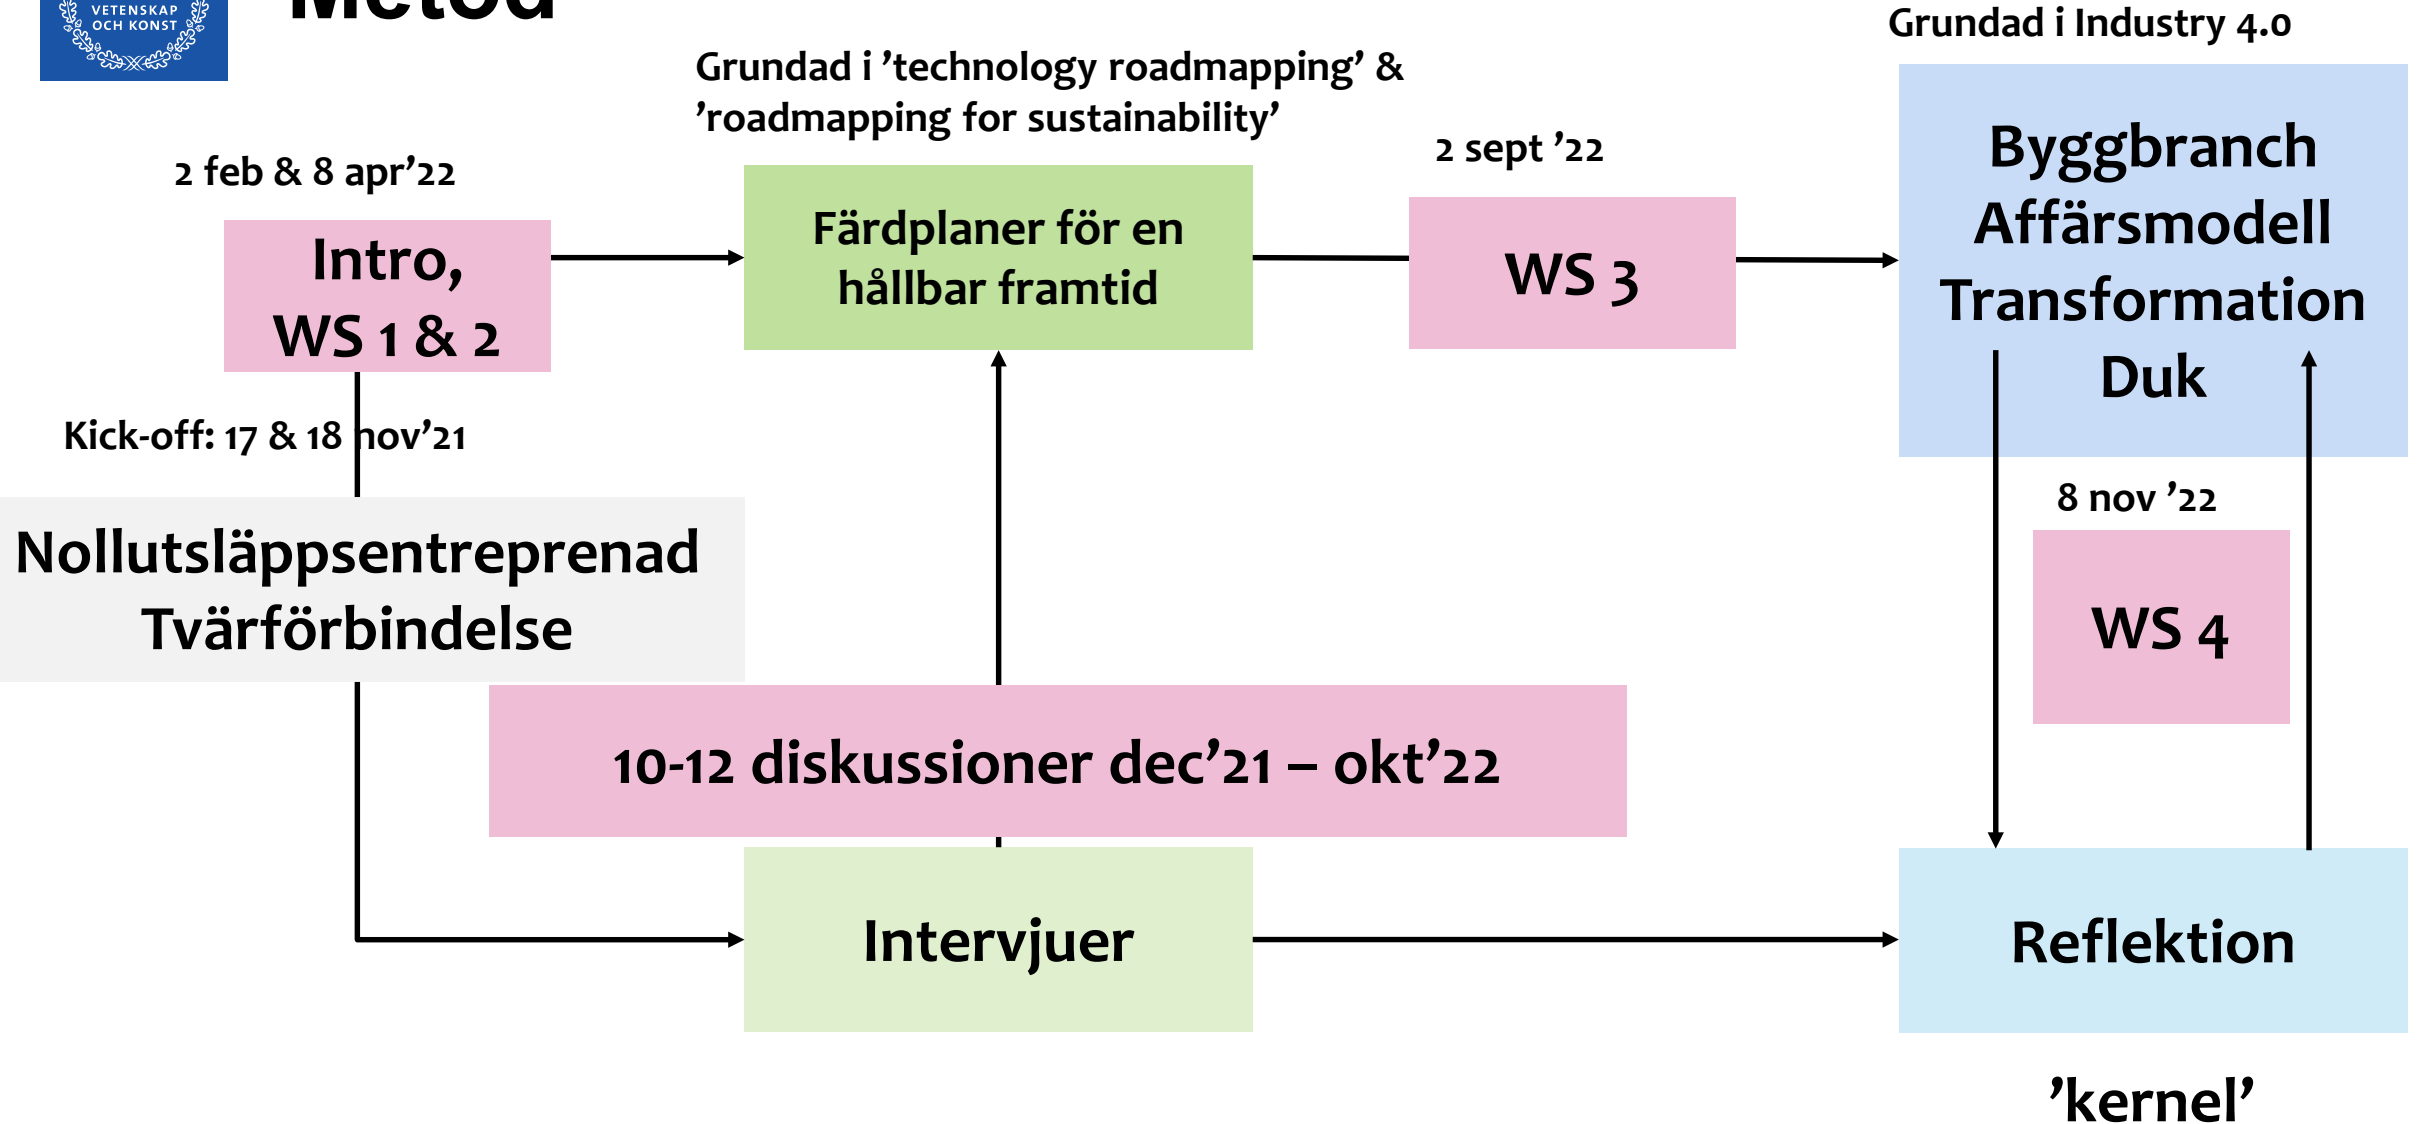 VETENSKAP
OCH KONST
Metod
Grundad i ’technology roadmapping’ &
’roadmapping for sustainability’
Grundad i Industry 4.0
2 feb & 8 apr’22
Intro,
WS 1 & 2
Färdplaner för en
hållbar framtid
2 sept ’22
WS 3
Byggbranch
Affärsmodell
Transformation
Duk
Kick-off: 17 & 18 nov’21
Nollutsläppsentreprenad
Tvärförbindelse
8 nov ’22
WS 4
10-12 diskussioner dec’21 – okt’22
Intervjuer
Reflektion
’kernel’